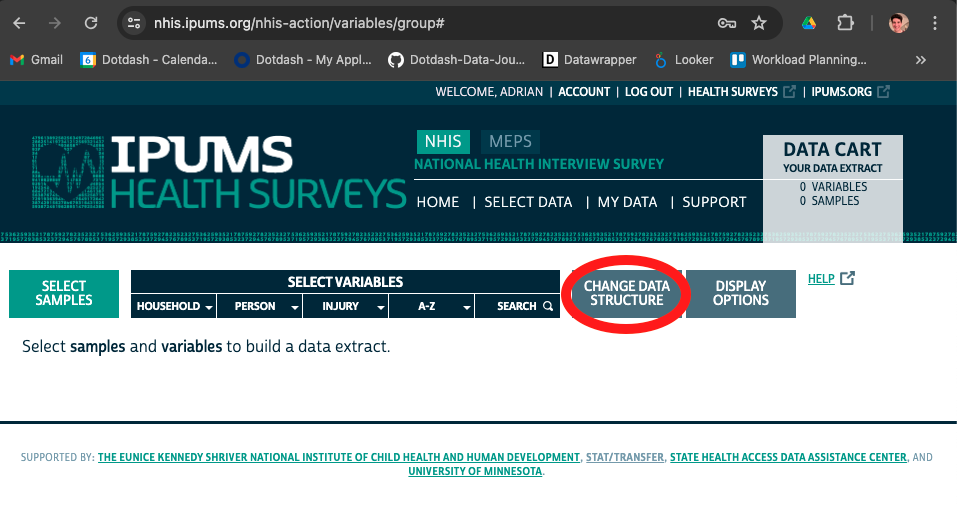 nhis.ipums.org/nhis-action/variables/group#
Gmail
6 Dotdash - Calenda...
Dotdash - My Appl...
Dotdash-Data-Jou...
D Datawrapper
Looker
Workload Planning...
»
WELCOME, ADRIAN | ACCOUNT | LOG OUT | HEALTH SURVEYS | IPUMS.ORG
IPUMS
HEALTH SURVEYS
NHIS MEPS
NATIONAL HEALTH INTERVIEW SURVEY
HOME | SELECT DATA | MY DATA | SUPPORT
DATA CART
YOUR DATA EXTRACT
0 VARIABLES
0 SAMPLES
SELECT
SAMPLES
SELECT VARIABLES
HOUSEHOLD PERSON INJURY A-Z SEARCH
CHANGE DATA
STRUCTURE
DISPLAY
OPTIONS
HELP
Select samples and variables to build a data extract.
SUPPORTED BY: THE EUNICE KENNEDY SHRIVER NATIONAL INSTITUTE OF CHILD HEALTH AND HUMAN DEVELOPMENT, STAT/TRANSFER, STATE HEALTH ACCESS DATA ASSISTANCE CENTER, AND
UNIVERSITY OF MINNESOTA.